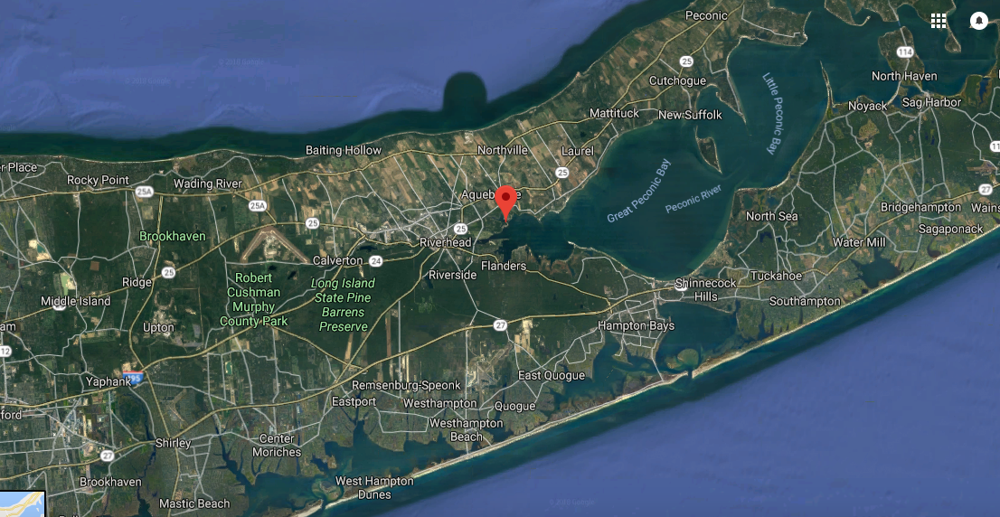 Peconic
25
114
North Haven
Cutchogue
Sag Harbor
Noyack
Little Peconic Bay
Mattituck
New Suffolk
Baiting Hollow
Northville
Laurel
er Place
Rocky Point
25A
Wading River
25
Great Peconic Bay
Peconic River
27
25A
Bridgehampton
Wains
25
25
North Sea
Sagaponack
Brookhaven
Riverhead
Water Mill
Calverton
24
Flanders
25
Riverside
Tuckahoe
Ridge
Robert
Cushman
Murphy
County Park
Long Island
State Pine
Barrens
Preserve
Shinnecock
Hills
Middle Island
Southampton
am
Upton
27
Hampton Bays
12
Yaphank
East Quogue
Remsenburg-Speonk
Eastport
Westhampton
Quogue
ford
Westhampton
Beach
Shirley
Center
Moriches
27
Brookhaven
West Hampton
Dunes
Mastic Beach